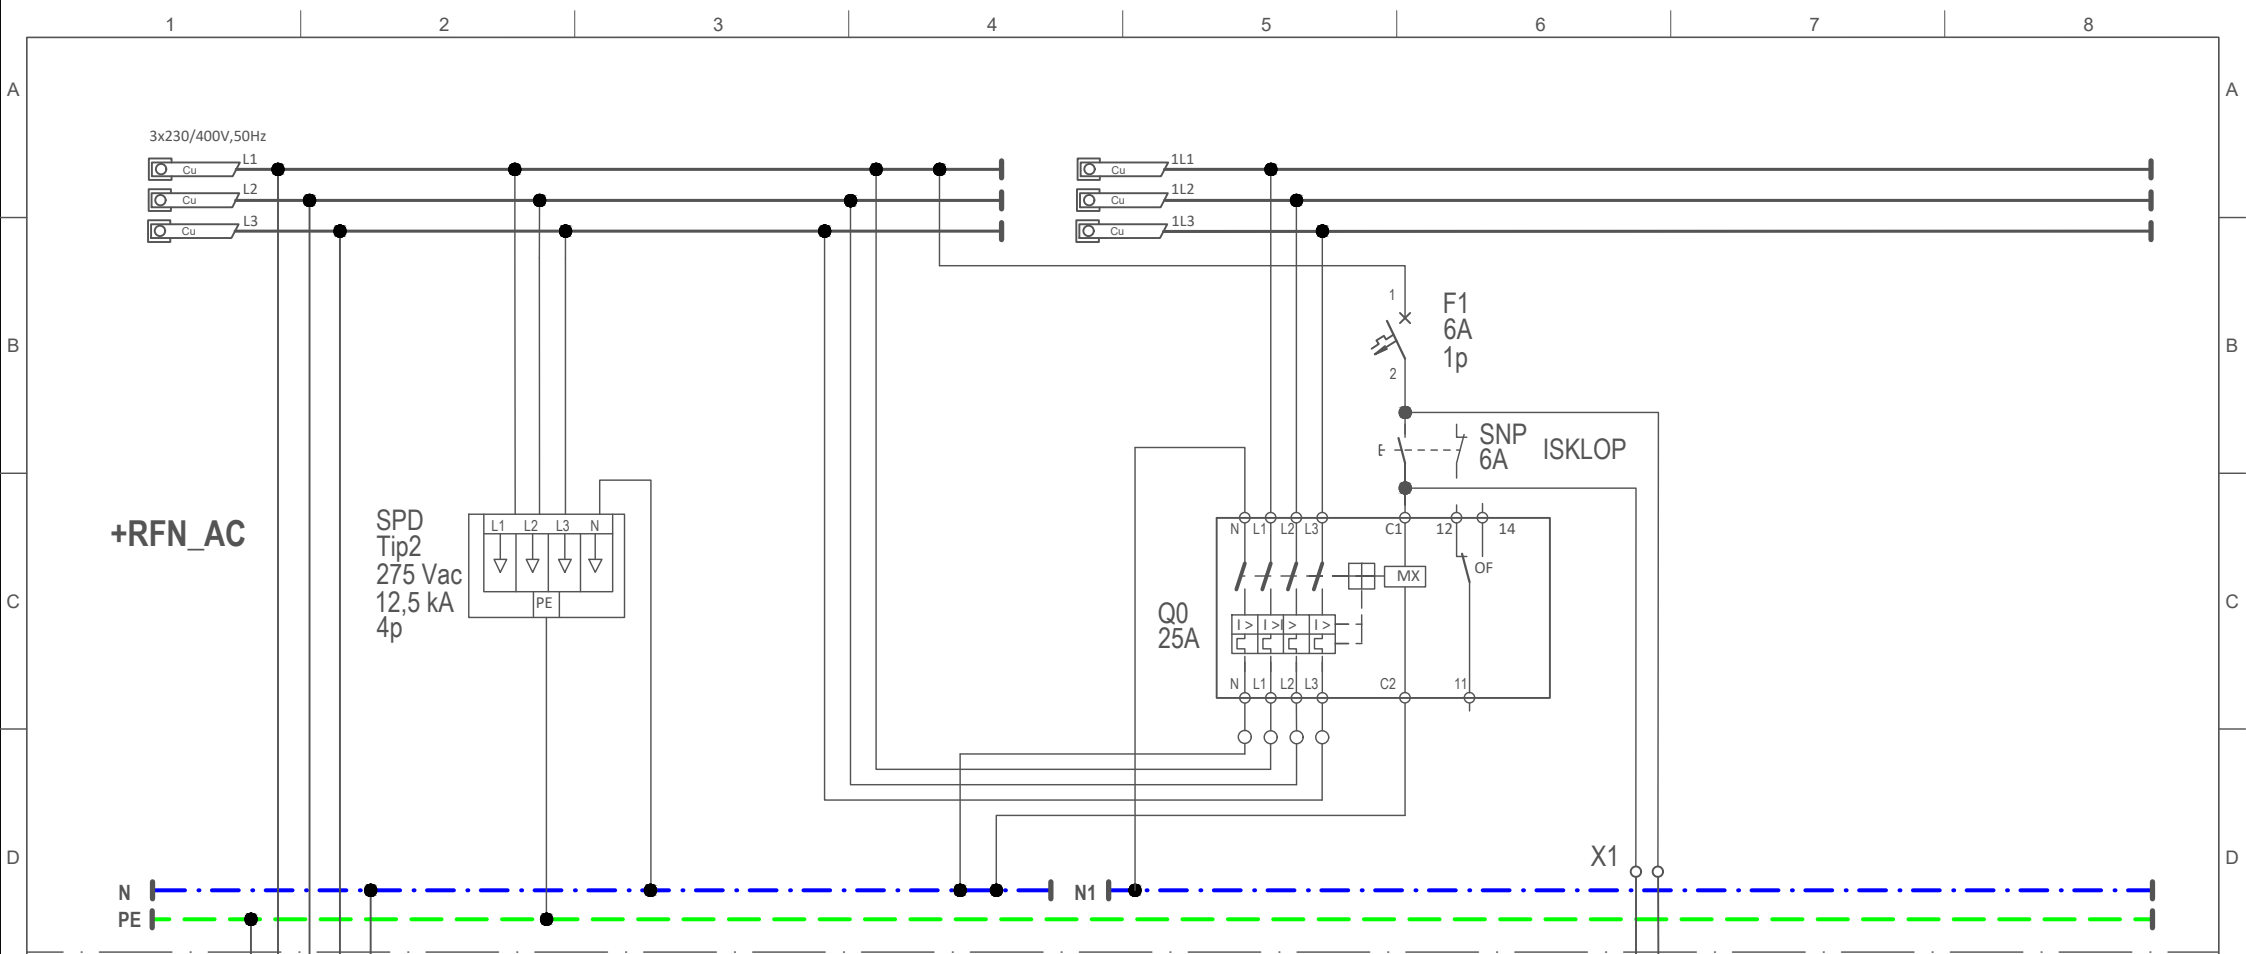 1 2 3 4 5 6 7 8
A A
3x230/400V,50Hz
Cu L1
Cu L2
Cu L3
Cu 1L1
Cu 1L2
Cu 1L3
B B
1
F1
6A
1p
2
SNP
6A
ISKLOP
+RFN_AC
SPD
Tip2
275 Vac
12,5 kA
4p
L1 L2 L3 N
PE
N L1 L2 L3 C1 12 14
MX
OF
Q0
25A
I > I > I > I >
N L1 L2 L3 C2 11
C C
X1
D D
N
N1
PE